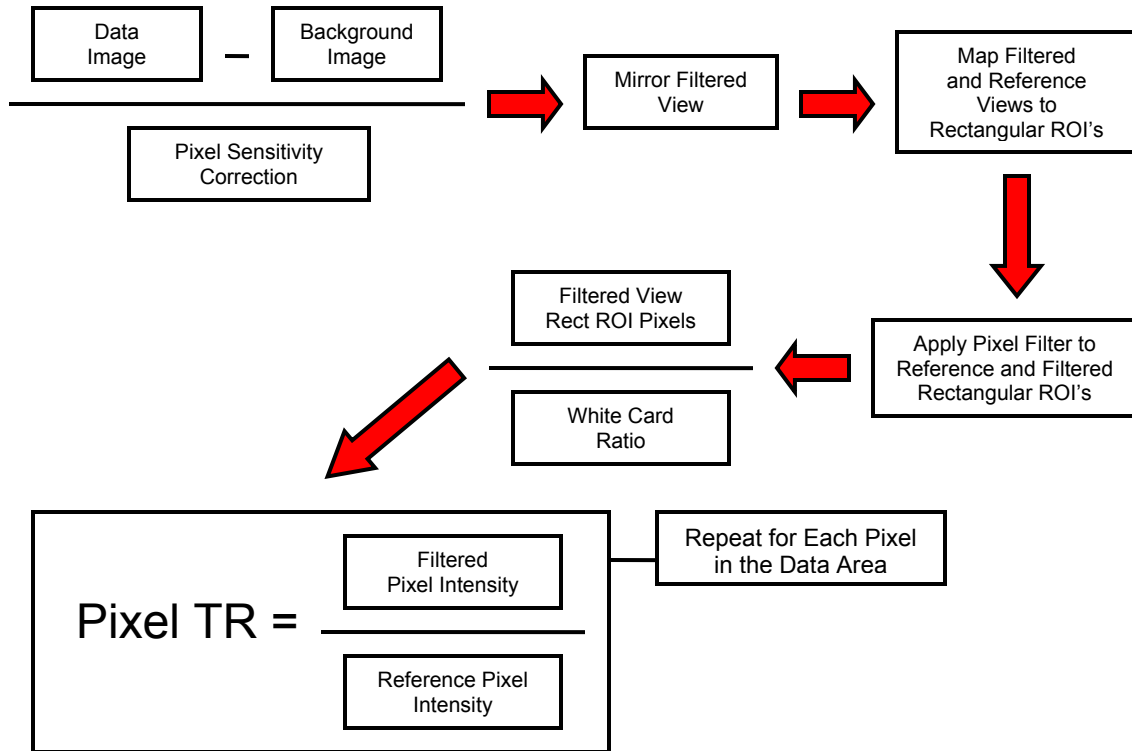 Data
Image
–
Background
Image
Pixel Sensitivity
Correction
Mirror Filtered
View
Map Filtered
and Reference
Views to
Rectangular ROI's
Apply Pixel Filter to
Reference and Filtered
Rectangular ROI's
Filtered View
Rect ROI Pixels
White Card
Ratio
Pixel TR =
Filtered
Pixel Intensity
Reference Pixel
Intensity
Repeat for Each Pixel
in the Data Area